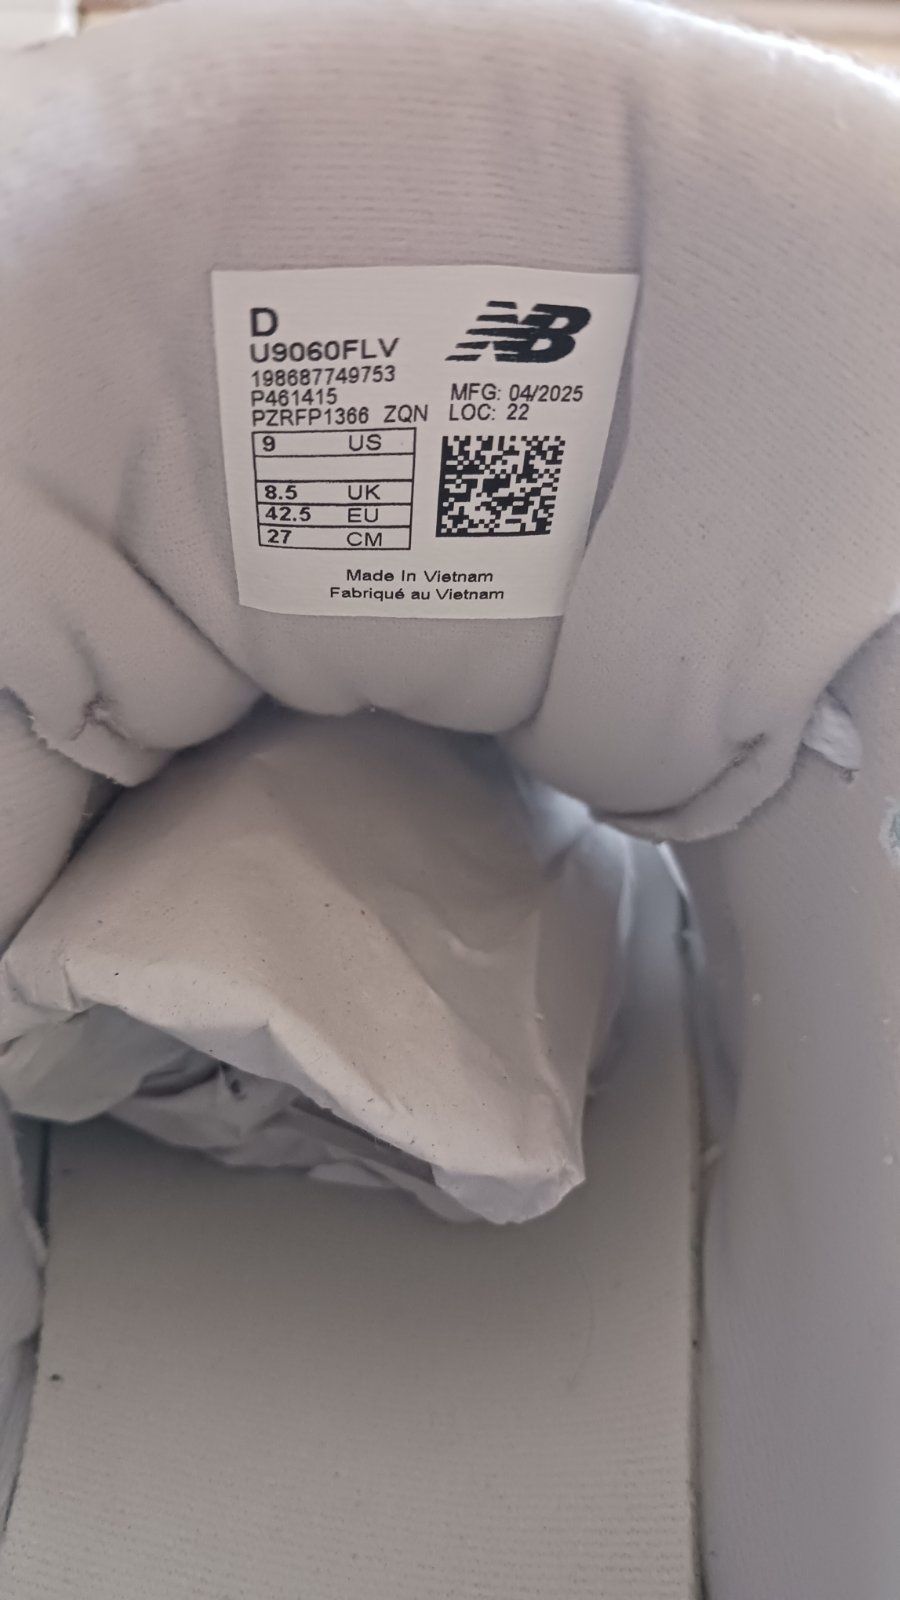 D
U9060FLV
198687749753
P461415
PZRFP1366 ZQN
NB
MFG: 04/2025
LOC: 22
9 US
8.5 UK
42.5 EU
27 CM
Made In Vietnam
Fabriqué au Vietnam